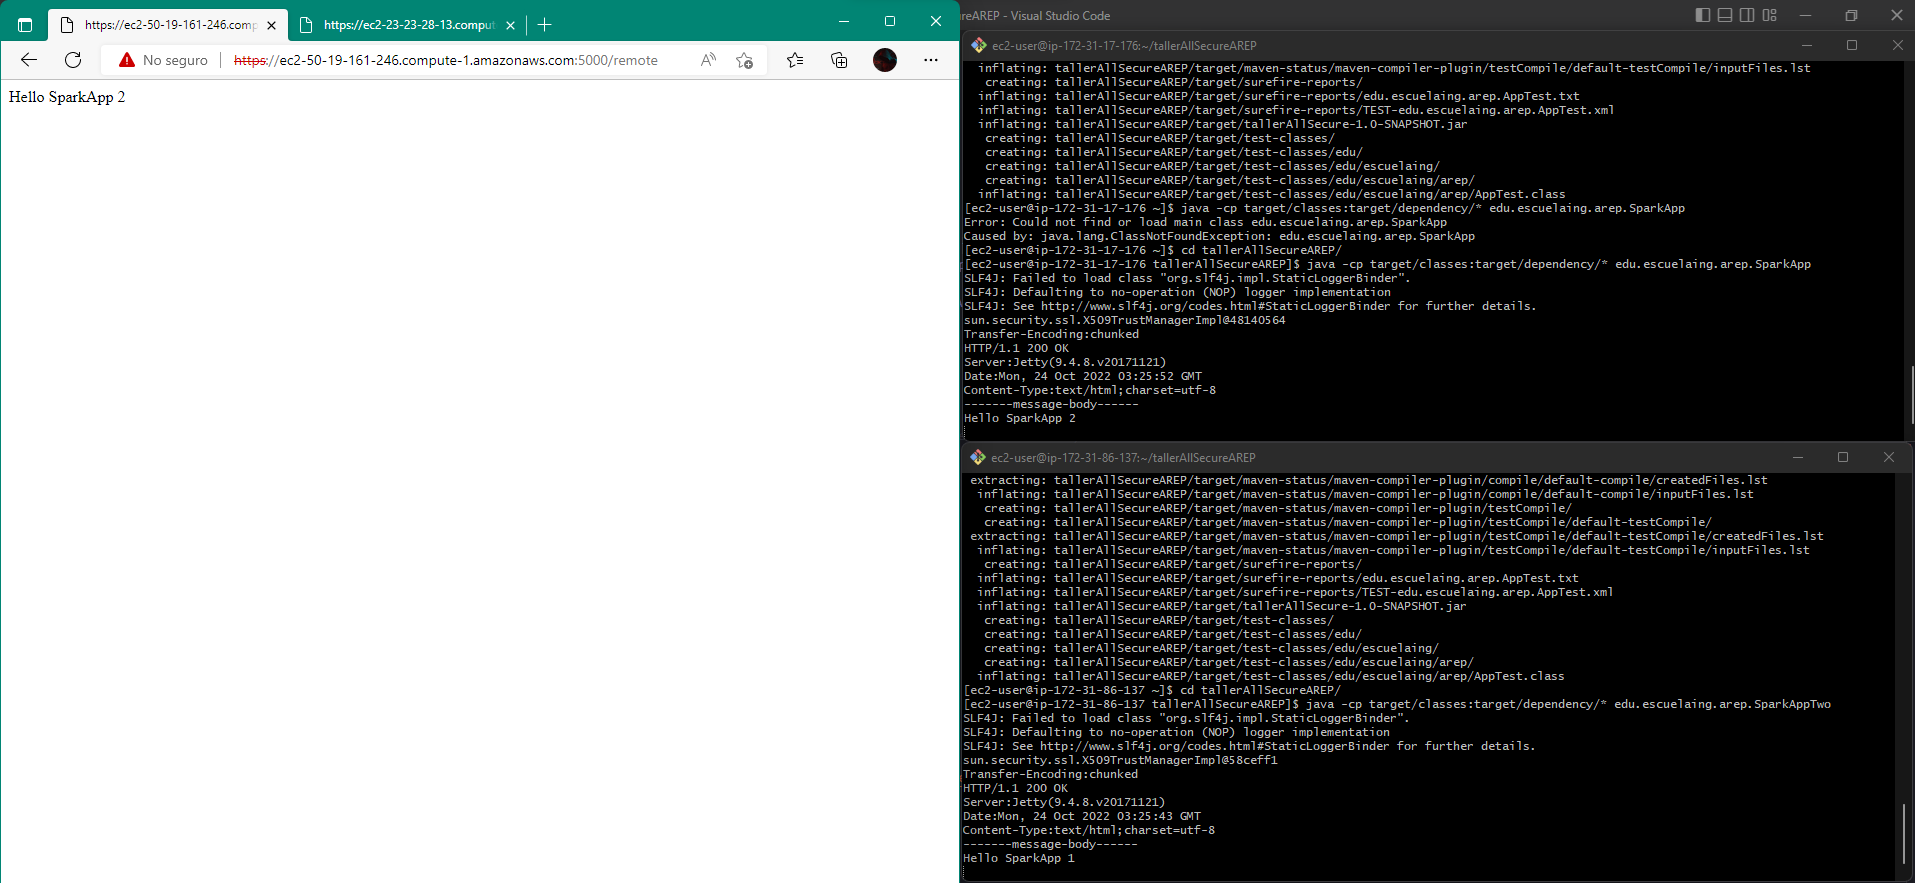 https://ec2-50-19-161-246.comp
https://ec2-23-23-28-13.comput
No seguro
https://ec2-50-19-161-246.compute-1.amazonaws.com:5000/remote
Hello SparkApp 2
ureAREP - Visual Studio Code
ec2-user@ip-172-31-17-176:~/tallerAllSecureAREP
inflating: tallerAllSecureAREP/target/maven-status/maven-compiler-plugin/testCompile/default-testCompile/inputFiles.lst
creating: tallerAllSecureAREP/target/surefire-reports/
inflating: tallerAllSecureAREP/target/surefire-reports/edu.escuelaing.arep.AppTest.txt
inflating: tallerAllSecureAREP/target/surefire-reports/TEST-edu.escuelaing.arep.AppTest.xml
inflating: tallerAllSecureAREP/target/tallerAllSecure-1.0-SNAPSHOT.jar
creating: tallerAllSecureAREP/target/test-classes/
creating: tallerAllSecureAREP/target/test-classes/edu/
creating: tallerAllSecureAREP/target/test-classes/edu/escuelaing/
creating: tallerAllSecureAREP/target/test-classes/edu/escuelaing/arep/
inflating: tallerAllSecureAREP/target/test-classes/edu/escuelaing/arep/AppTest.class
[ec2-user@ip-172-31-17-176 ~]$ java -cp target/classes:target/dependency/* edu.escuelaing.arep.SparkApp
Error: Could not find or load main class edu.escuelaing.arep.SparkApp
Caused by: java.lang.ClassNotFoundException: edu.escuelaing.arep.SparkApp
[ec2-user@ip-172-31-17-176 ~]$ cd tallerAllSecureAREP/
[ec2-user@ip-172-31-17-176 tallerAllSecureAREP]$ java -cp target/classes:target/dependency/* edu.escuelaing.arep.SparkApp
SLF4J: Failed to load class "org.slf4j.impl.StaticLoggerBinder".
SLF4J: Defaulting to no-operation (NOP) logger implementation
SLF4J: See http://www.slf4j.org/codes.html#StaticLoggerBinder for further details.
sun.security.ssl.X509TrustManagerImpl@48140564
Transfer-Encoding:chunked
HTTP/1.1 200 OK
Server:Jetty(9.4.8.v20171121)
Date:Mon, 24 Oct 2022 03:25:52 GMT
Content-Type:text/html;charset=utf-8
-------message-body------
Hello SparkApp 2
ec2-user@ip-172-31-86-137:~/tallerAllSecureAREP
extracting: tallerAllSecureAREP/target/maven-status/maven-compiler-plugin/compile/default-compile/createdFiles.lst
inflating: tallerAllSecureAREP/target/maven-status/maven-compiler-plugin/compile/default-compile/inputFiles.lst
creating: tallerAllSecureAREP/target/maven-status/maven-compiler-plugin/testCompile/
creating: tallerAllSecureAREP/target/maven-status/maven-compiler-plugin/testCompile/default-testCompile/
extracting: tallerAllSecureAREP/target/maven-status/maven-compiler-plugin/testCompile/default-testCompile/createdFiles.lst
inflating: tallerAllSecureAREP/target/maven-status/maven-compiler-plugin/testCompile/default-testCompile/inputFiles.lst
creating: tallerAllSecureAREP/target/surefire-reports/
inflating: tallerAllSecureAREP/target/surefire-reports/edu.escuelaing.arep.AppTest.txt
inflating: tallerAllSecureAREP/target/surefire-reports/TEST-edu.escuelaing.arep.AppTest.xml
inflating: tallerAllSecureAREP/target/tallerAllSecure-1.0-SNAPSHOT.jar
creating: tallerAllSecureAREP/target/test-classes/
creating: tallerAllSecureAREP/target/test-classes/edu/
creating: tallerAllSecureAREP/target/test-classes/edu/escuelaing/
creating: tallerAllSecureAREP/target/test-classes/edu/escuelaing/arep/
inflating: tallerAllSecureAREP/target/test-classes/edu/escuelaing/arep/AppTest.class
[ec2-user@ip-172-31-86-137 ~]$ cd tallerAllSecureAREP/
[ec2-user@ip-172-31-86-137 tallerAllSecureAREP]$ java -cp target/classes:target/dependency/* edu.escuelaing.arep.SparkAppTwo
SLF4J: Failed to load class "org.slf4j.impl.StaticLoggerBinder".
SLF4J: Defaulting to no-operation (NOP) logger implementation
SLF4J: See http://www.slf4j.org/codes.html#StaticLoggerBinder for further details.
sun.security.ssl.X509TrustManagerImpl@58ceff1
Transfer-Encoding:chunked
HTTP/1.1 200 OK
Server:Jetty(9.4.8.v20171121)
Date:Mon, 24 Oct 2022 03:25:43 GMT
Content-Type:text/html;charset=utf-8
-------message-body------
Hello SparkApp 1